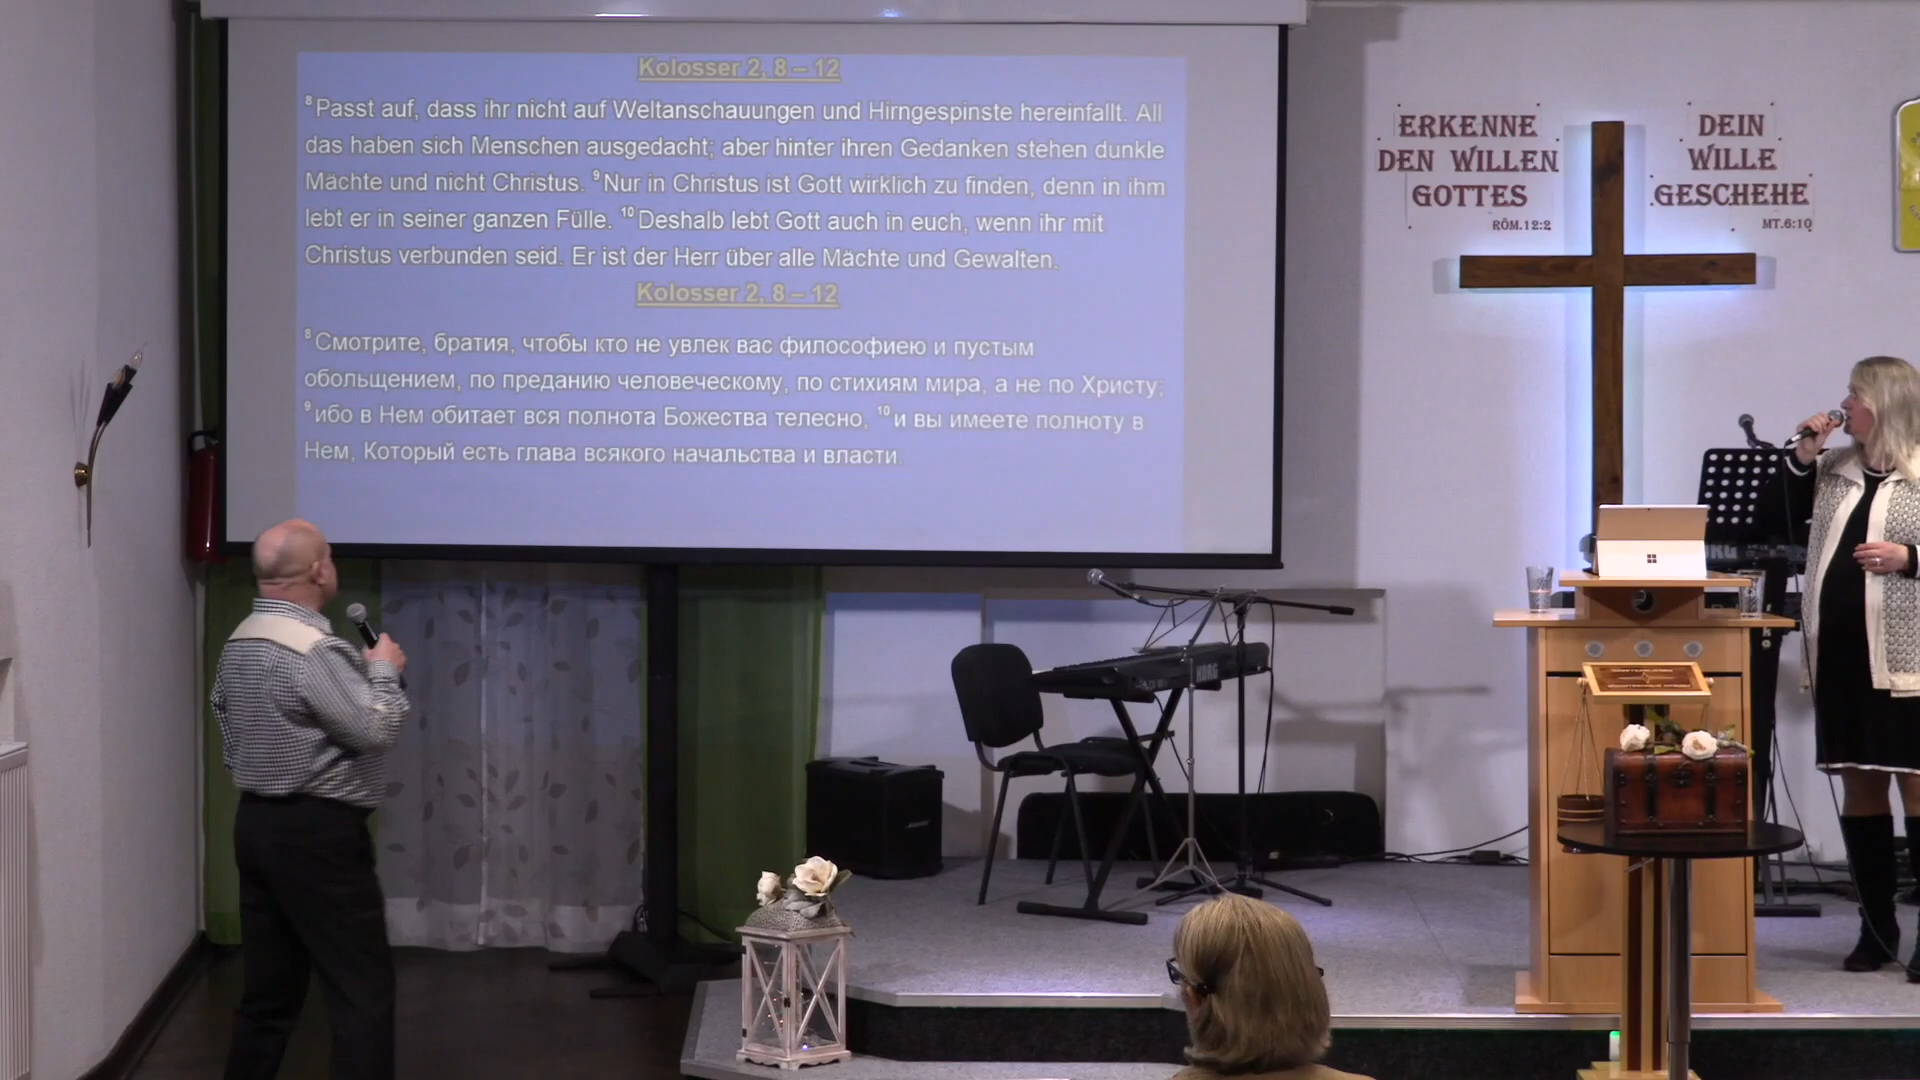 Kolosser 2, 8 – 12
⁸ Passt auf, dass ihr nicht auf Weltanschauungen und Hirngespinste hereinfallt. All
das haben sich Menschen ausgedacht; aber hinter ihren Gedanken stehen dunkle
Mächte und nicht Christus. ⁹ Nur in Christus ist Gott wirklich zu finden, denn in ihm
lebt er in seiner ganzen Fülle. ¹⁰ Deshalb lebt Gott auch in euch, wenn ihr mit
Christus verbunden seid. Er ist der Herr über alle Mächte und Gewalten.
Kolosser 2, 8 – 12
⁸ Смотрите, братия, чтобы кто не увлек вас философиею и пустым
обольщением, по преданию человеческому, по стихиям мира, а не по Христу;
⁹ ибо в Нем обитает вся полнота Божества телесно, ¹⁰ и вы имеете полноту в
Нем, Который есть глава всякого начальства и власти.
ERKENNE
DEN WILLEN
GOTTES
RÖM.12:2
DEIN
WILLE
GESCHEHE
MT.6:10
KORG
KORG